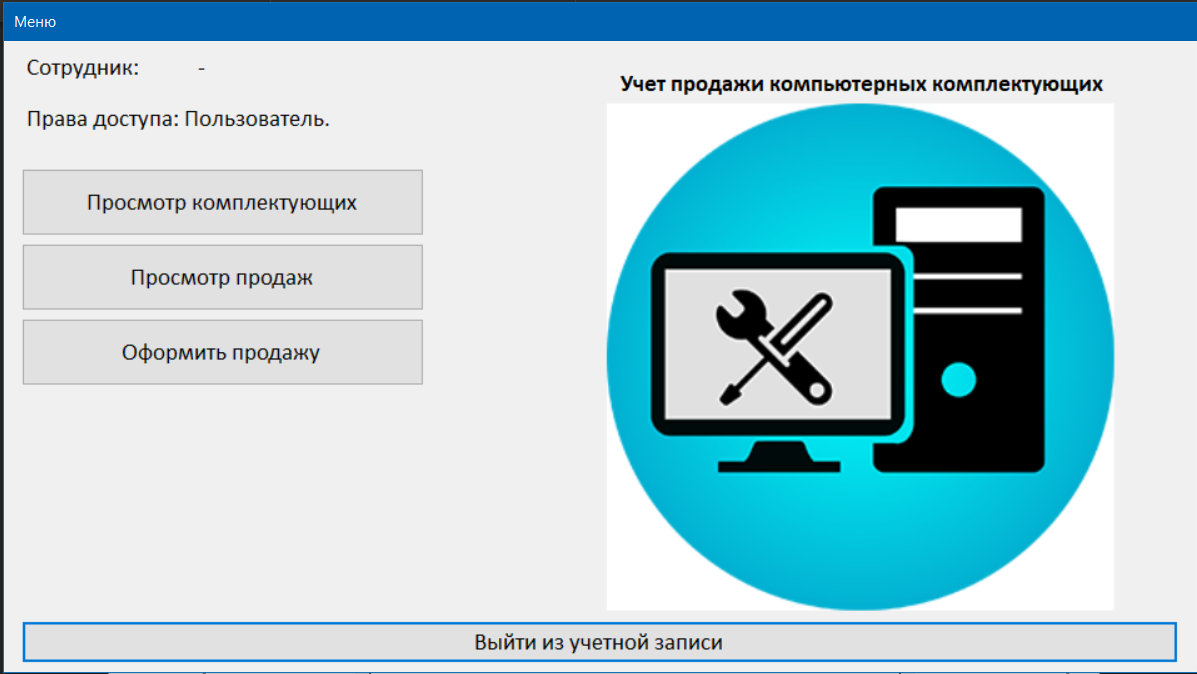 Меню
Сотрудник: -
Учет продажи компьютерных комплектующих
Права доступа: Пользователь.
Просмотр комплектующих
Просмотр продаж
Оформить продажу
Выйти из учетной записи